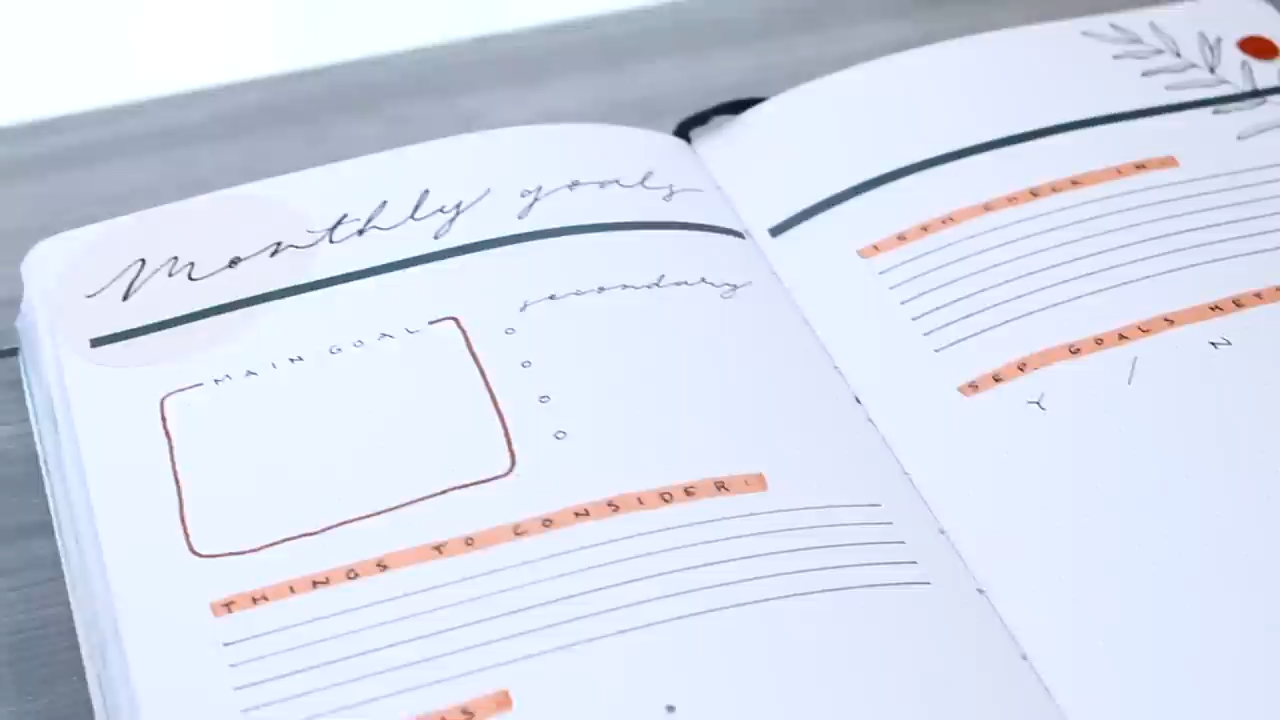 Monthly goals
MAIN GOAL
secondary
THINGS TO CONSIDER:
15TH CHECK IN:
SEP. GOALS MET
Y / N